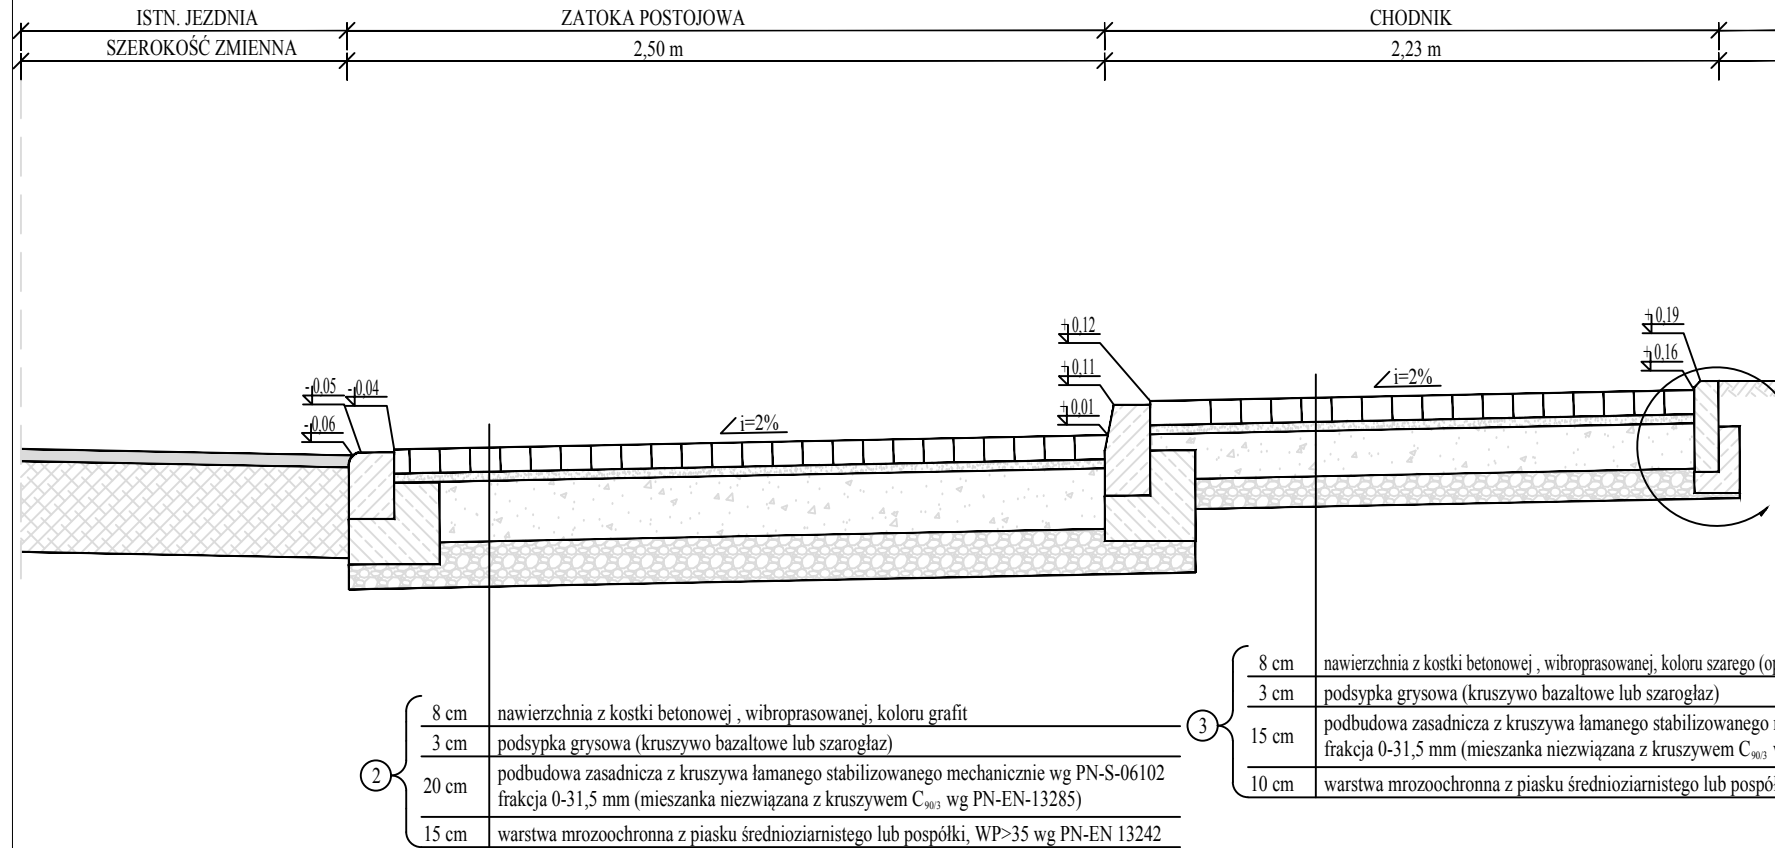 ISTN. JEZDNIA
ZATOKA POSTOJOWA
CHODNIK
SZEROKOŚĆ ZMIENNA
2,50 m
2,23 m
+ 0,12
+ 0,19
+ 0,11
+ 0,16
- 0,05
- 0,04
i=2%
+ 0,01
- 0,06
i=2%
2
8 cm nawierzchnia z kostki betonowej , wibroprasowanej, koloru grafit
3 cm podsypka grysowa (kruszywo bazaltowe lub szarogłaz)
20 cm podbudowa zasadnicza z kruszywa łamanego stabilizowanego mechanicznie wg PN-S-06102
frakcja 0-31,5 mm (mieszanka niezwiązana z kruszywem C90/3 wg PN-EN-13285)
15 cm warstwa mrozoochronna z piasku średnioziarnistego lub pospółki, WP>35 wg PN-EN 13242
3
8 cm nawierzchnia z kostki betonowej , wibroprasowanej, koloru szarego
3 cm podsypka grysowa (kruszywo bazaltowe lub szarogłaz)
15 cm podbudowa zasadnicza z kruszywa łamanego stabilizowanego
frakcja 0-31,5 mm (mieszanka niezwiązana z kruszywem C90/3
10 cm warstwa mrozoochronna z piasku średnioziarnistego lub